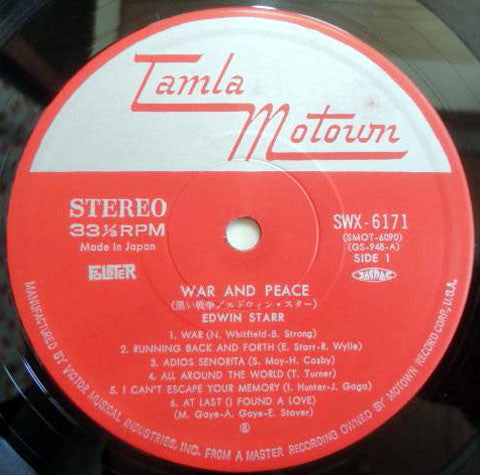 Tamla
Motown
STEREO
33⅓RPM
Made in Japan
SWX-6171
(SMOT-6090)
(GS-948-A)
SIDE 1
WAR AND PEACE
(黒い戦争/エドウィン・スター)
EDWIN STARR
1. WAR (N. Whitfield-B. Strong)
2. RUNNING BACK AND FORTH (E. Starr-R. Wylie)
3. ADIOS SENORITA (S. Moy-H. Cosby)
4. ALL AROUND THE WORLD (T. Turner)
5. I CAN'T ESCAPE YOUR MEMORY (I. Hunter-J. Goga)
6. AT LAST (I FOUND A LOVE)
(M. Gaye-A. Gaye-E. Stover)
MANUFACTURED BY VICTOR MUSICAL INDUSTRIES, INC. FROM A MASTER RECORDING OWNED BY MOTOWN RECORD CORP., U.S.A.